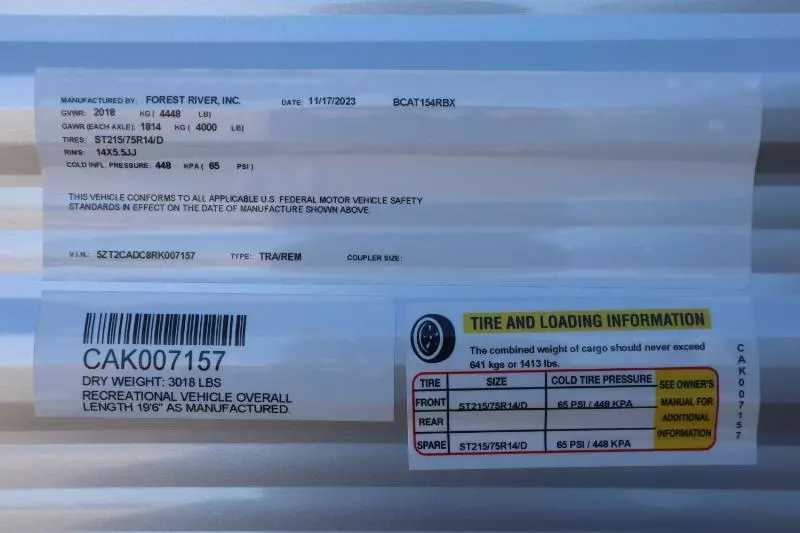 MANUFACTURED BY: FOREST RIVER, INC. DATE: 11/17/2023 BCAT154RBX
GVWR: 2018 KG ( 4448 LB)
GAWR (EACH AXLE): 1814 KG ( 4000 LB)
TIRES: ST215/75R14/D
RIMS: 14X5.5JJ
COLD INFL. PRESSURE: 448 KPA ( 65 PSI )
THIS VEHICLE CONFORMS TO ALL APPLICABLE U.S. FEDERAL MOTOR VEHICLE SAFETY
STANDARDS IN EFFECT ON THE DATE OF MANUFACTURE SHOWN ABOVE.
V.I.N.: 5ZT2CADC8RK007157 TYPE: TRA/REM COUPLER SIZE:
CAK007157
DRY WEIGHT: 3018 LBS
RECREATIONAL VEHICLE OVERALL
LENGTH 19'6" AS MANUFACTURED.
TIRE AND LOADING INFORMATION
The combined weight of cargo should never exceed
641 kgs or 1413 lbs.
TIRE SIZE COLD TIRE PRESSURE
FRONT ST215/75R14/D 65 PSI / 448 KPA
REAR
SPARE ST215/75R14/D 65 PSI / 448 KPA
SEE OWNER'S
MANUAL FOR
ADDITIONAL
INFORMATION
CAK007157